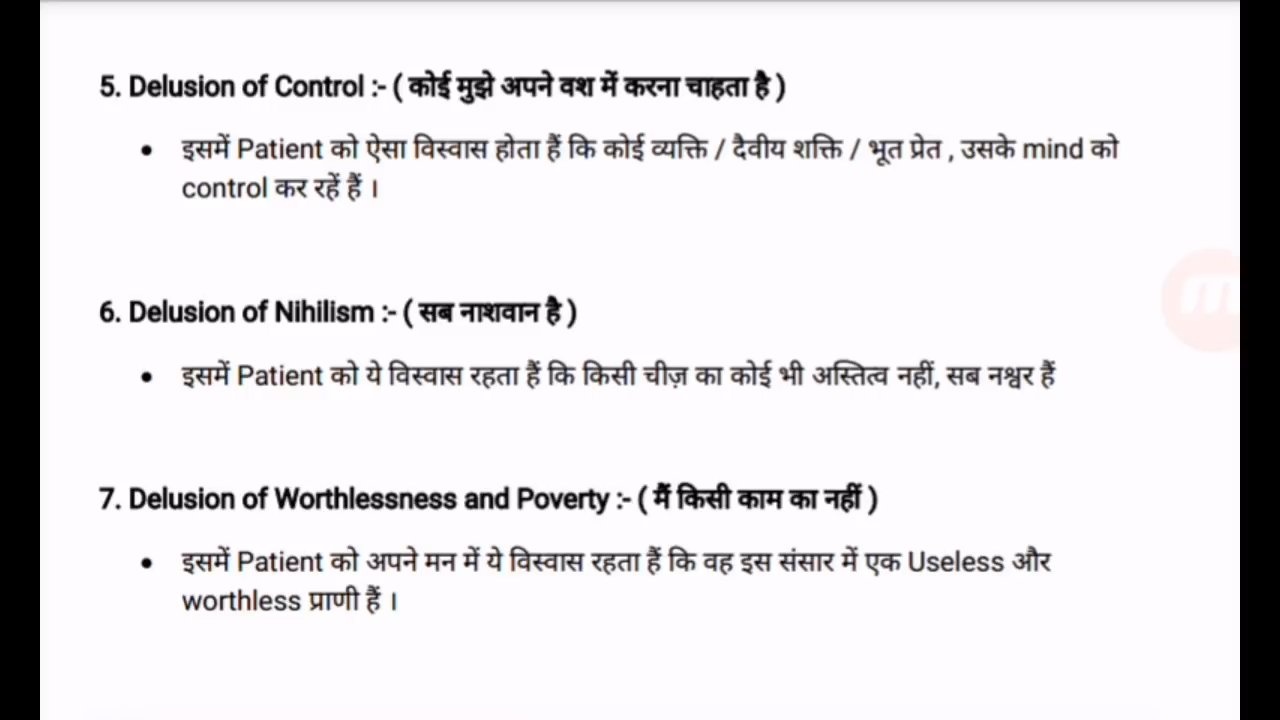 5. Delusion of Control :- ( कोई मुझे अपने वश में करना चाहता है )
• इसमें Patient को ऐसा विस्वास होता हैं कि कोई व्यक्ति / दैवीय शक्ति / भूत प्रेत , उसके mind को
control कर रहें हैं ।
6. Delusion of Nihilism :- ( सब नाशवान है )
• इसमें Patient को ये विस्वास रहता हैं कि किसी चीज़ का कोई भी अस्तित्व नहीं, सब नश्वर हैं
7. Delusion of Worthlessness and Poverty :- ( मैं किसी काम का नहीं )
• इसमें Patient को अपने मन में ये विस्वास रहता हैं कि वह इस संसार में एक Useless और
worthless प्राणी हैं ।